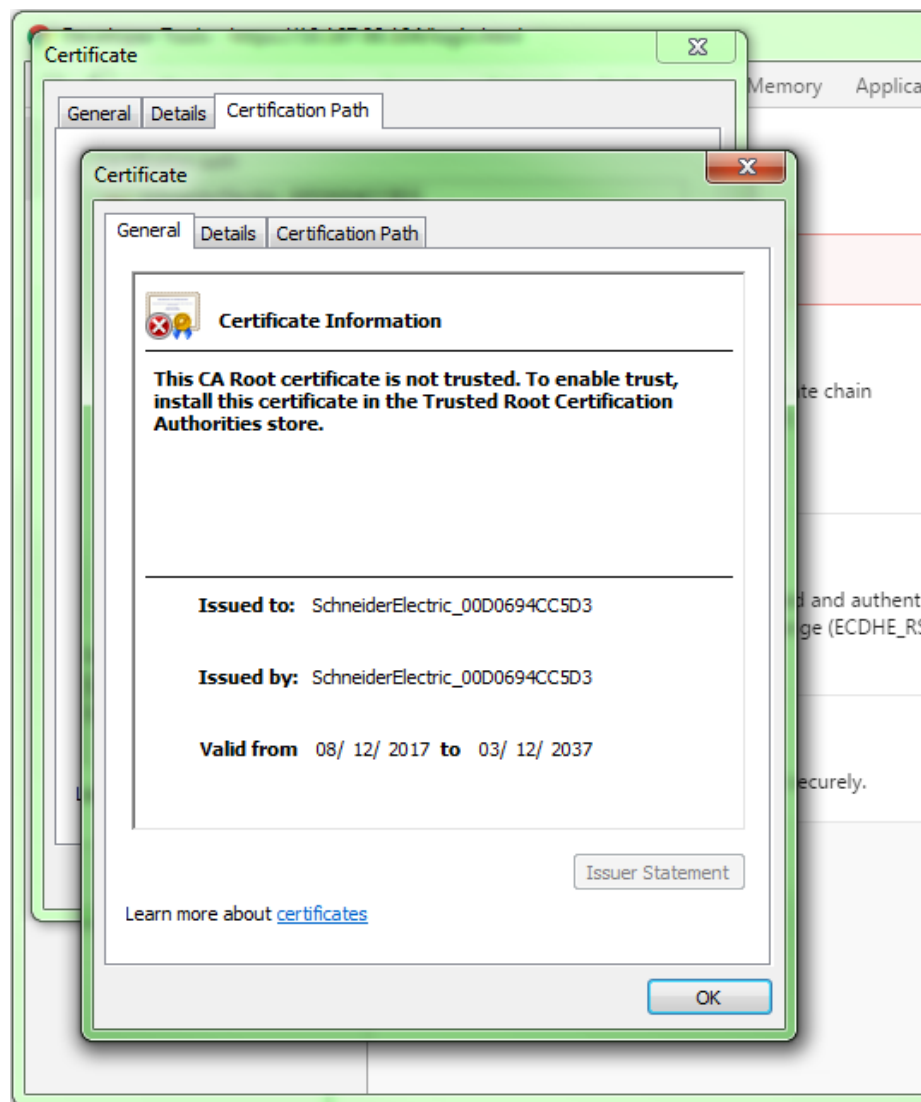 Certificate
General Details Certification Path
Memory Applica
Certificate
General Details Certification Path
Certificate Information
This CA Root certificate is not trusted. To enable trust,
install this certificate in the Trusted Root Certification
Authorities store.
te chain
Issued to: SchneiderElectric_00D0694CC5D3
d and authent
ge (ECDHE_RS
Issued by: SchneiderElectric_00D0694CC5D3
Valid from 08/ 12/ 2017 to 03/ 12/ 2037
ecurely.
Issuer Statement
Learn more about certificates
OK